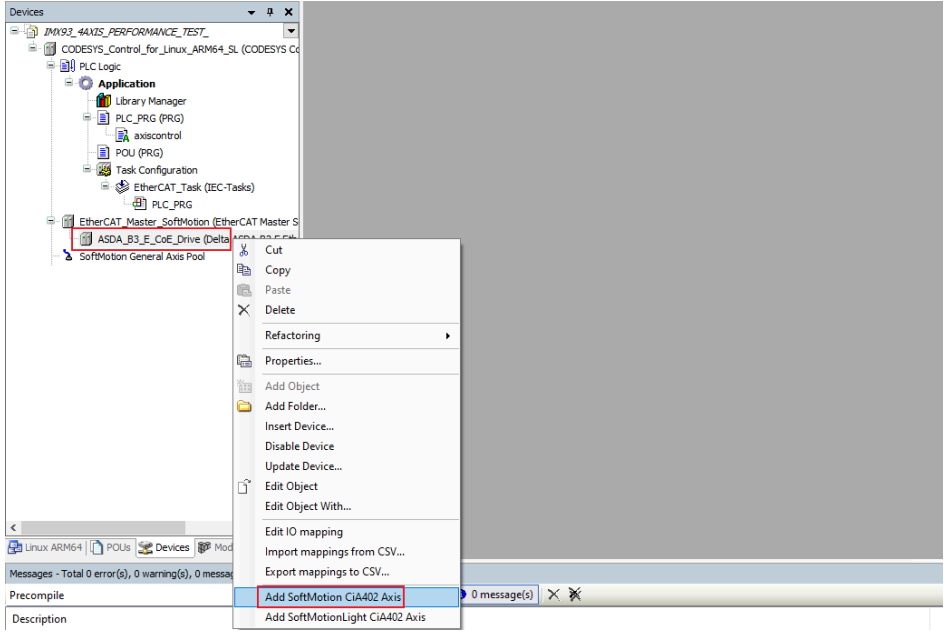 Devices
IMX93_4AXIS_PERFORMANCE_TEST_
CODESYS_Control_for_Linux_ARM64_SL (CODESYS Co
PLC Logic
Application
Library Manager
PLC_PRG (PRG)
axiscontrol
POU (PRG)
Task Configuration
EtherCAT_Task (IEC-Tasks)
PLC_PRG
EtherCAT_Master_SoftMotion (EtherCAT Master S
ASDA_B3_E_CoE_Drive (Delta ASDA-B3-E Eth
SoftMotion General Axis Pool
Cut
Copy
Paste
Delete
Refactoring
Properties...
Add Object
Add Folder...
Insert Device...
Disable Device
Update Device...
Edit Object
Edit Object With...
Edit IO mapping
Import mappings from CSV...
Export mappings to CSV...
Add SoftMotion CiA402 Axis
Add SoftMotionLight CiA402 Axis
Linux ARM64 POUs Devices Mod
Messages - Total 0 error(s), 0 warning(s), 0 messag
Precompile 0 message(s)
Description